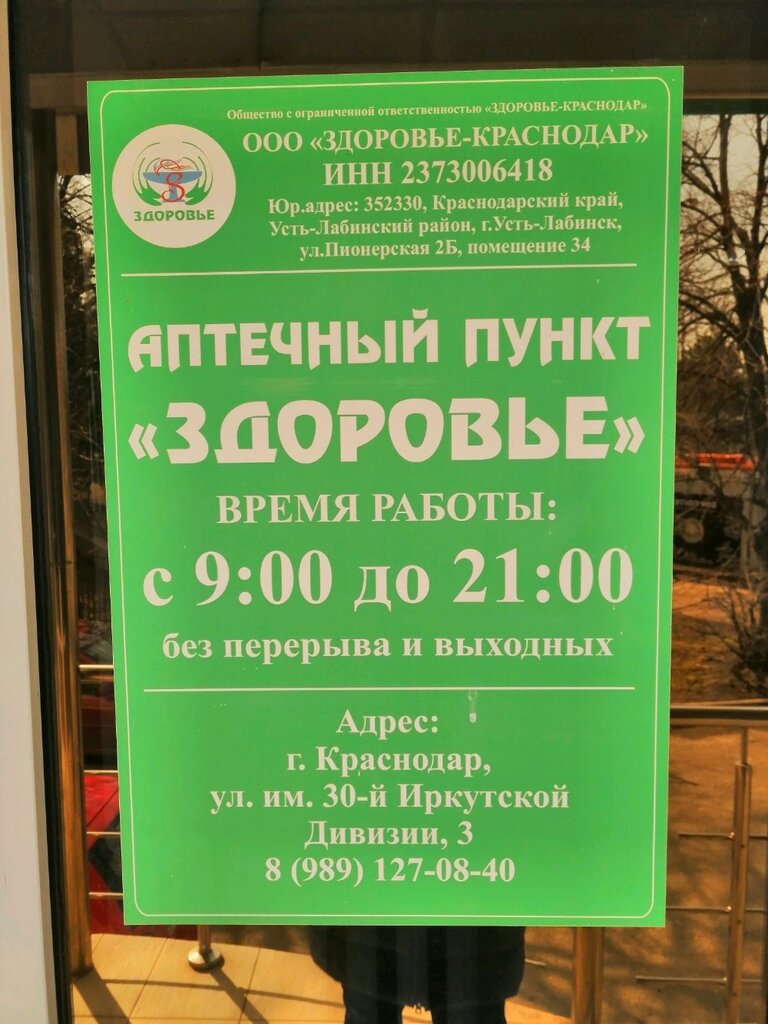 Общество с ограниченной ответственностью «ЗДОРОВЬЕ-КРАСНОДАР»
ООО «ЗДОРОВЬЕ-КРАСНОДАР»
ИНН 2373006418
Юр.адрес: 352330, Краснодарский край,
Усть-Лабинский район, г.Усть-Лабинск,
ул.Пионерская 2Б, помещение 34
ЗДОРОВЬЕ
АПТЕЧНЫЙ ПУНКТ
«ЗДОРОВЬЕ»
ВРЕМЯ РАБОТЫ:
с 9:00 до 21:00
без перерыва и выходных
Адрес:
г. Краснодар,
ул. им. 30-й Иркутской
Дивизии, 3
8 (989) 127-08-40